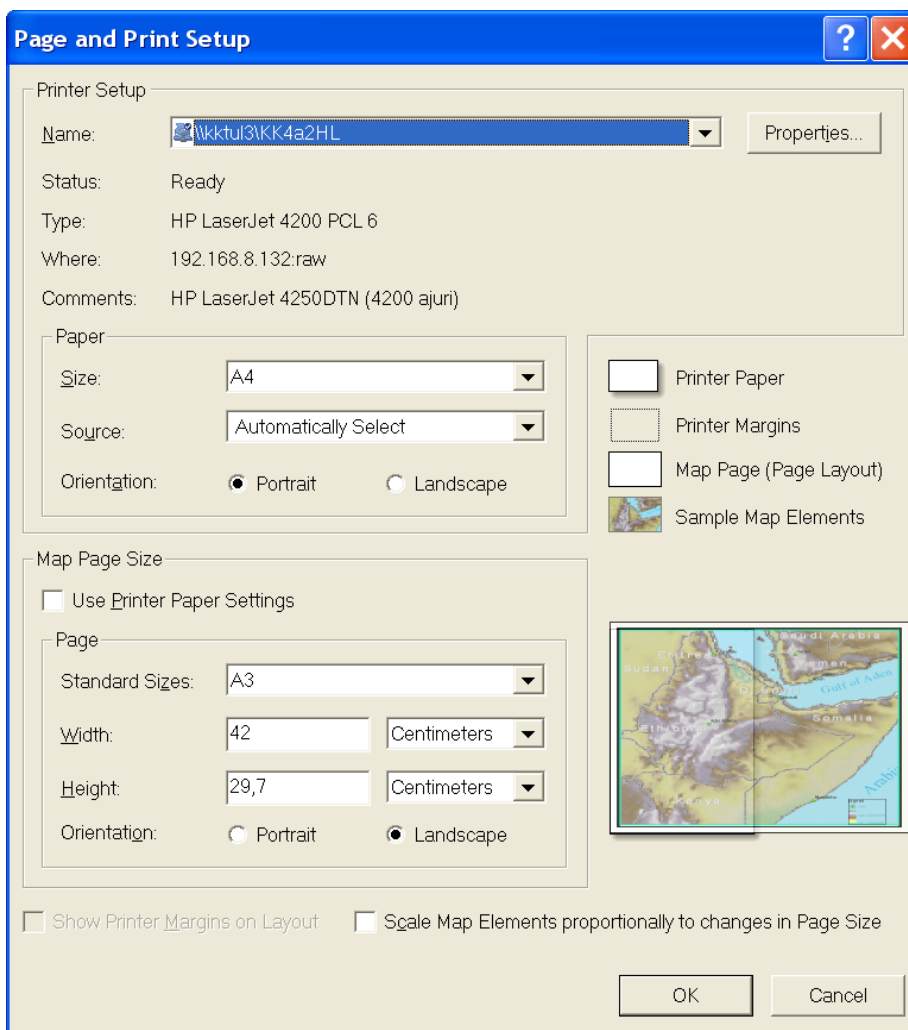 Page and Print Setup
Printer Setup
Name: \\kktul3\KK4a2HL Properties...
Status: Ready
Type: HP LaserJet 4200 PCL 6
Where: 192.168.8.132:raw
Comments: HP LaserJet 4250DTN (4200 ajuri)
Paper
Size: A4
Source: Automatically Select
Orientation: Portrait Landscape
Printer Paper
Printer Margins
Map Page (Page Layout)
Sample Map Elements
Map Page Size
Use Printer Paper Settings
Page
Standard Sizes: A3
Width: 42 Centimeters
Height: 29,7 Centimeters
Orientation: Portrait Landscape
Saudi Arabia
Eritrea
Yemen
Sudan
Gulf of Aden
Somalia
Ethiopia
Kenya
Show Printer Margins on Layout Scale Map Elements proportionally to changes in Page Size
OK Cancel